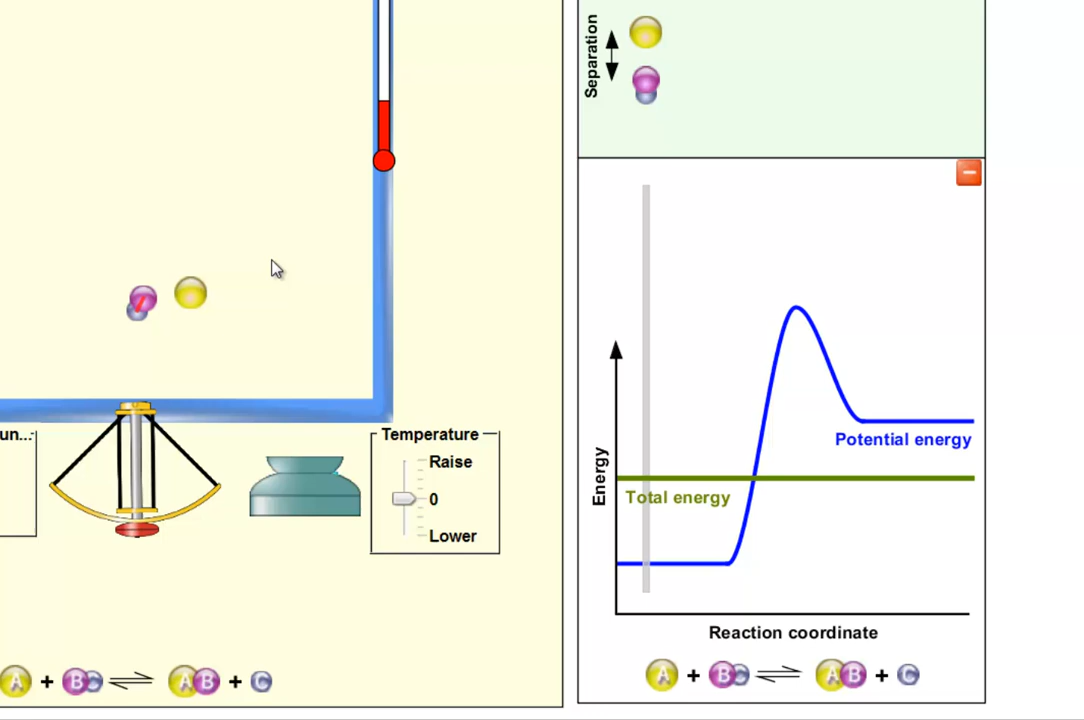 Separation
un...
Temperature
Raise
0
Lower
Energy
Potential energy
Total energy
Reaction coordinate
A + B ⇌ A B + C
A + B ⇌ A B + C